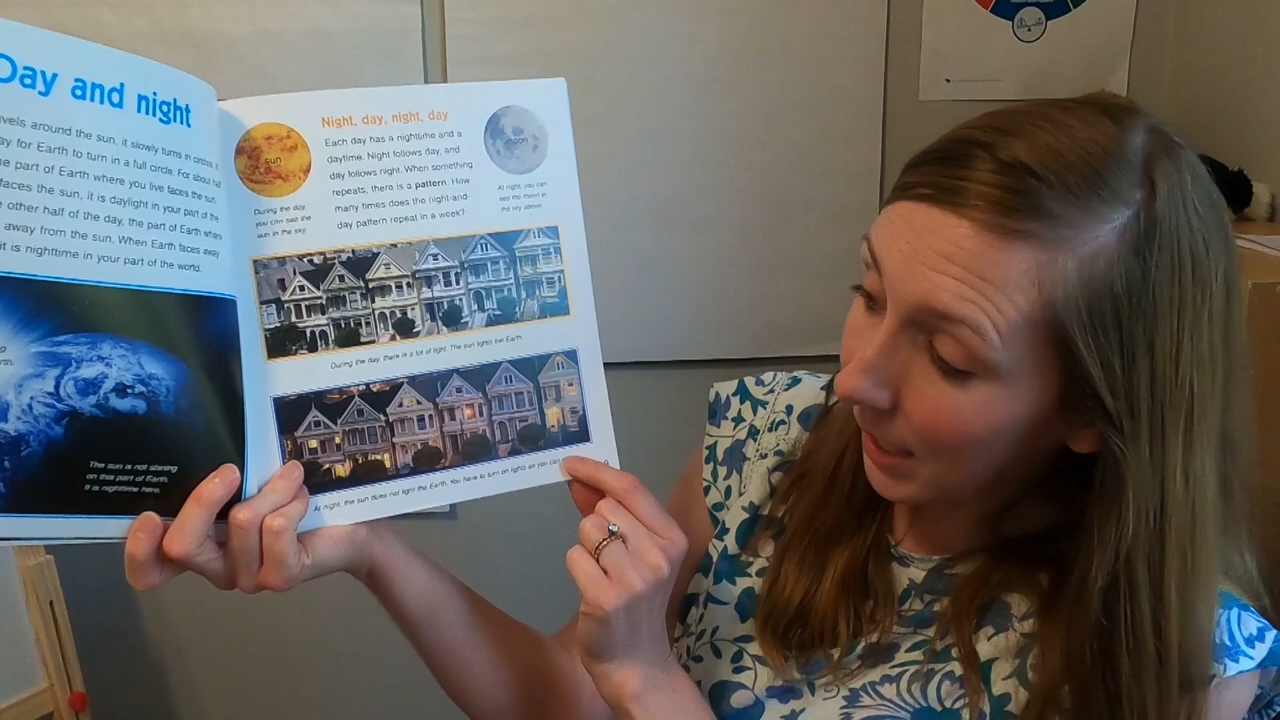 Day and night
avels around the sun, it slowly turns in circles. I
ay for Earth to turn in a full circle. For about half
he part of Earth where you live faces the sun.
faces the sun, it is daylight in your part of the
e other half of the day, the part of Earth where
away from the sun. When Earth faces away
it is nighttime in your part of the world.
The sun is not shining
on this part of Earth.
It is nighttime here.
sun
During the day,
you can see the
sun in the sky.
Night, day, night, day
Each day has a nighttime and a
daytime. Night follows day, and
day follows night. When something
repeats, there is a pattern. How
many times does the night-and-
day pattern repeat in a week?
moon
At night, you can
see the moon in
the sky above.
During the day, there is a lot of light. The sun lights the Earth.
At night, the sun does not light the Earth. You have to turn on lights so you can